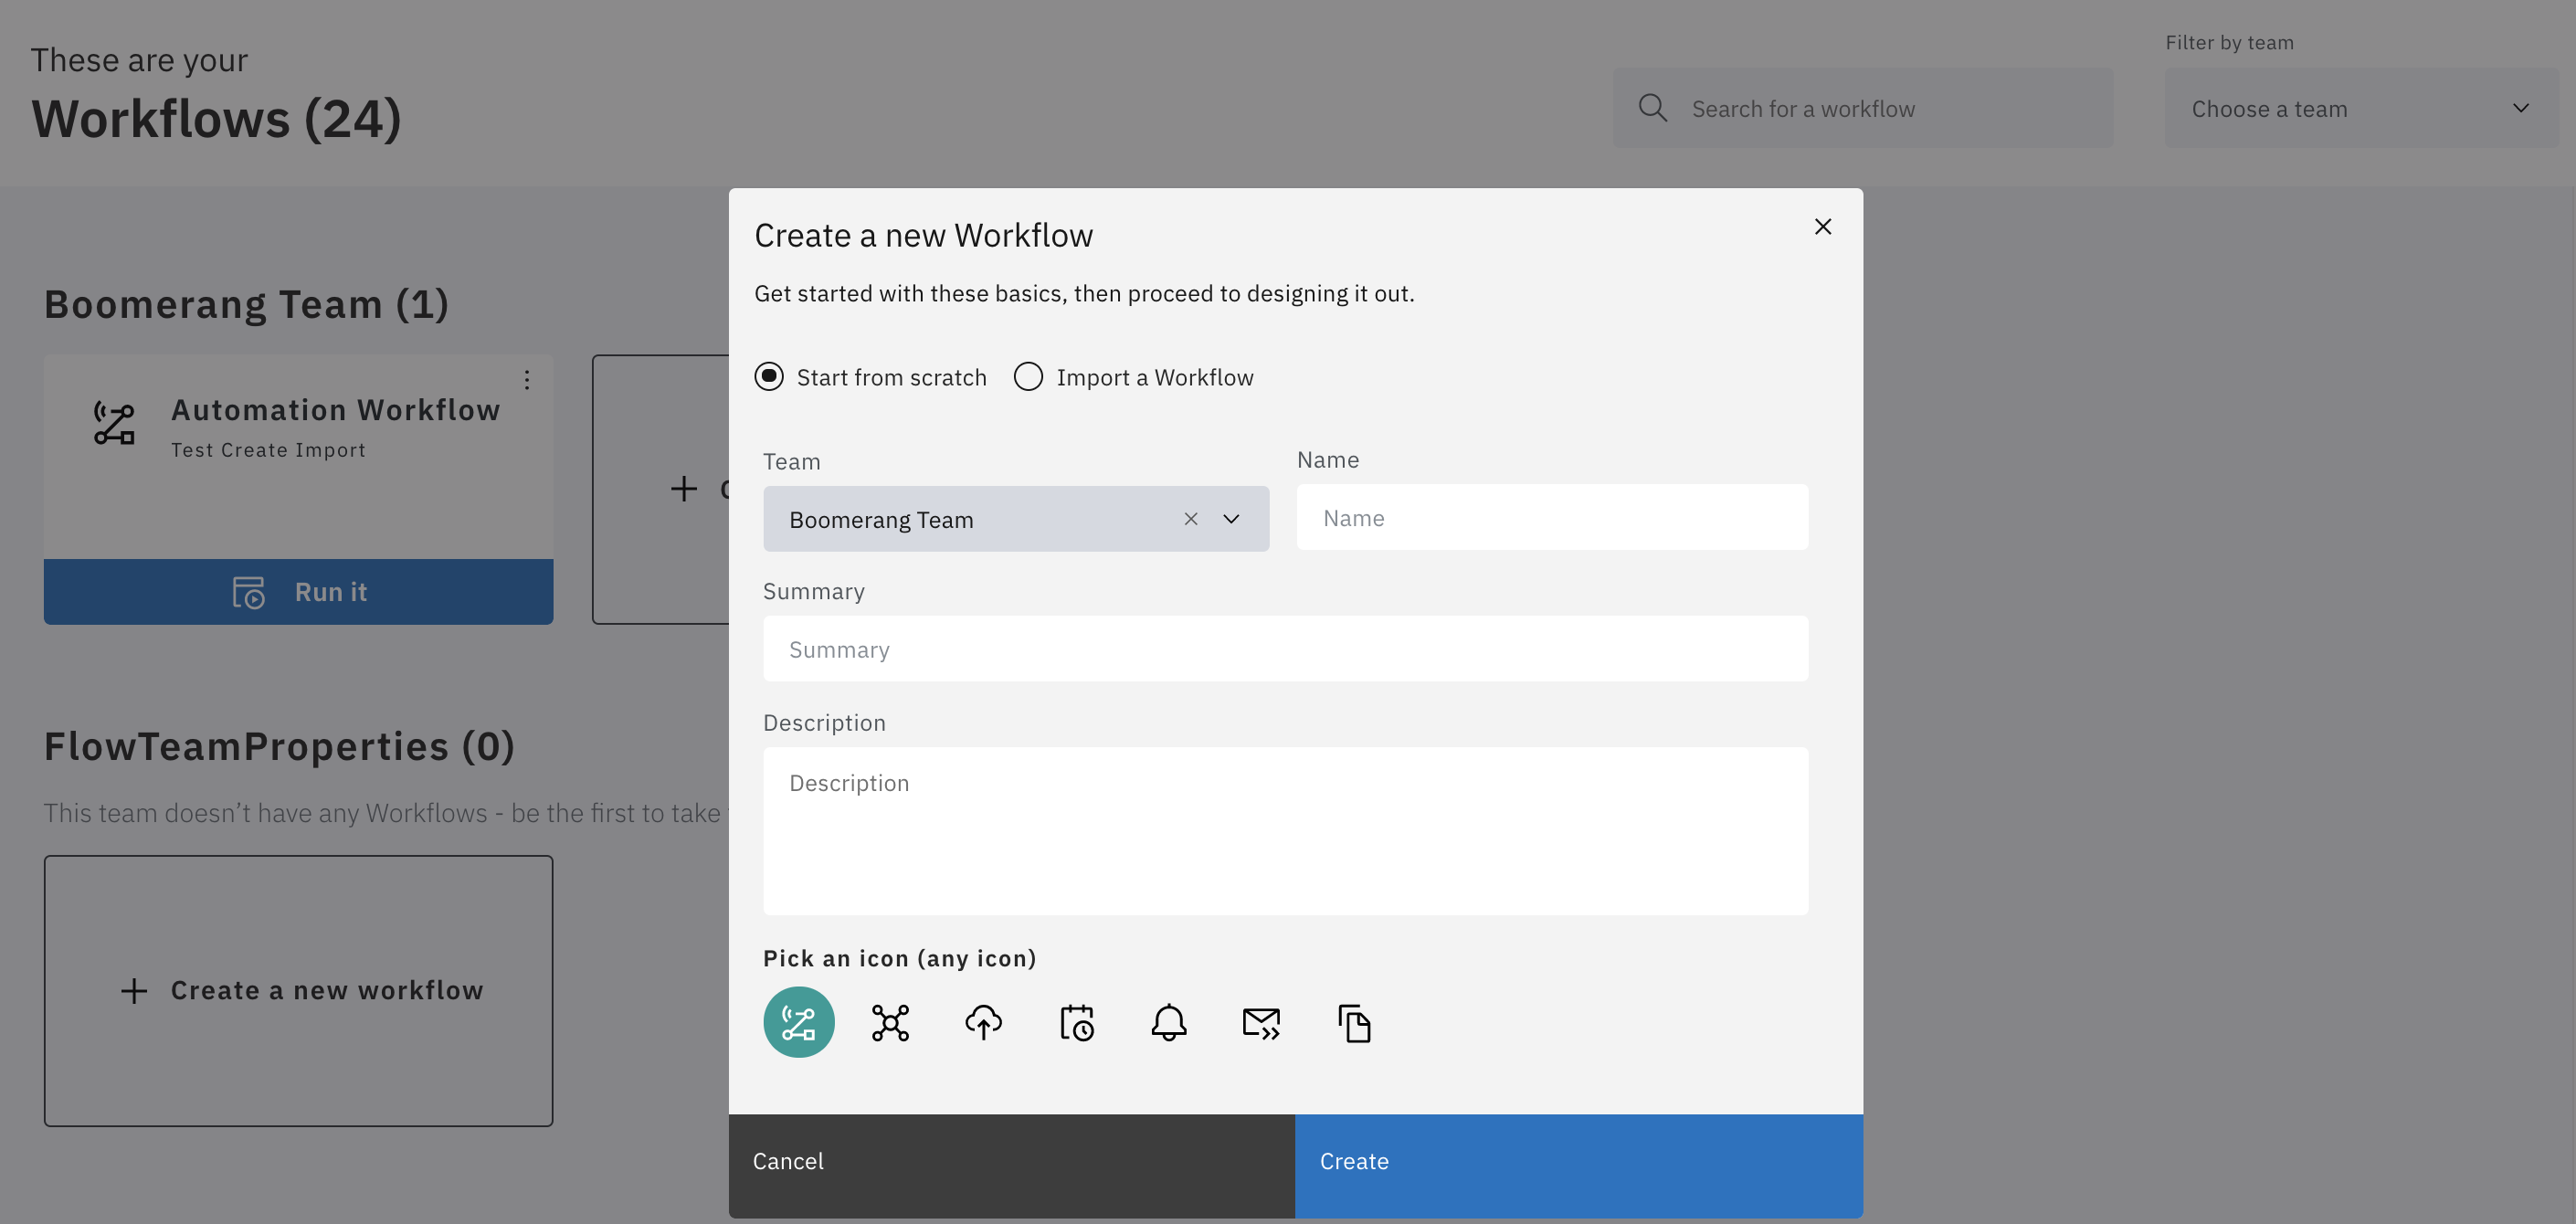 These are your
Workflows (24)
Filter by team
Search for a workflow
Choose a team
Boomerang Team (1)
Automation Workflow
Test Create Import
Run it
FlowTeamProperties (0)
This team doesn’t have any Workflows - be the first to take
Create a new workflow
Create a new Workflow
Get started with these basics, then proceed to designing it out.
Start from scratch
Import a Workflow
Team
Name
Boomerang Team
Name
Summary
Summary
Description
Description
Pick an icon (any icon)
Cancel
Create